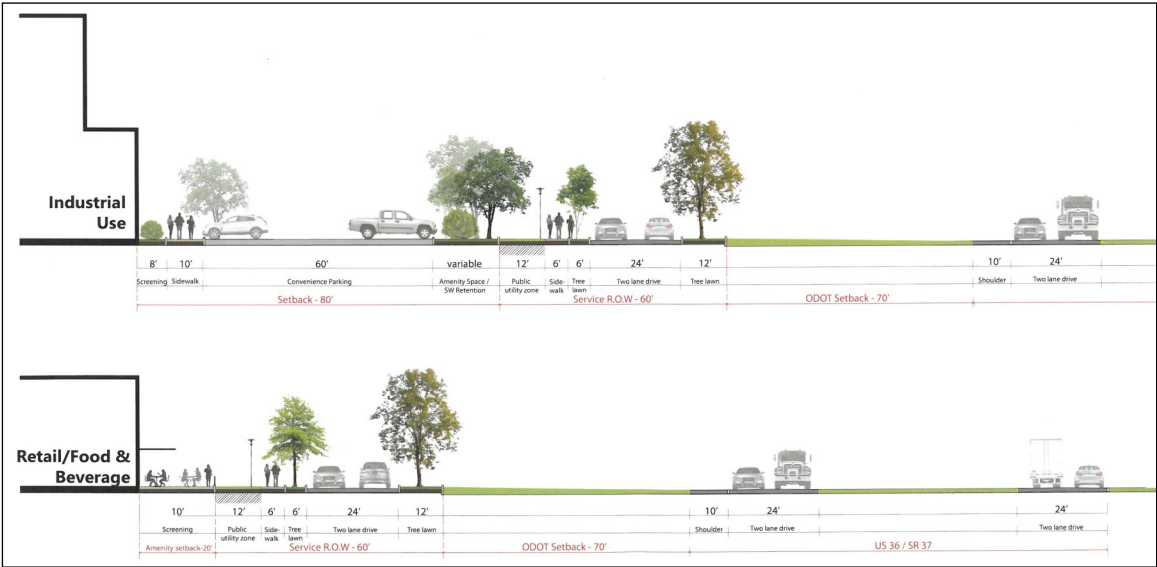 Industrial
Use
8' 10' 60' variable 12' 6' 6' 24' 12' 10' 24'
Screening Sidewalk Convenience Parking Amenity Space / Public Side- Tree Two lane drive Tree lawn Shoulder Two lane drive
SW Retention utility zone walk lawn
Setback - 80' Service R.O.W - 60' ODOT Setback - 70'
Retail/Food &
Beverage
10' 12' 6' 6' 24' 12' 10' 24' 24'
Screening Public Side- Tree Two lane drive Tree lawn Shoulder Two lane drive Two lane drive
utility zone walk lawn
Amenity setback-20' Service R.O.W - 60' ODOT Setback - 70' US 36 / SR 37